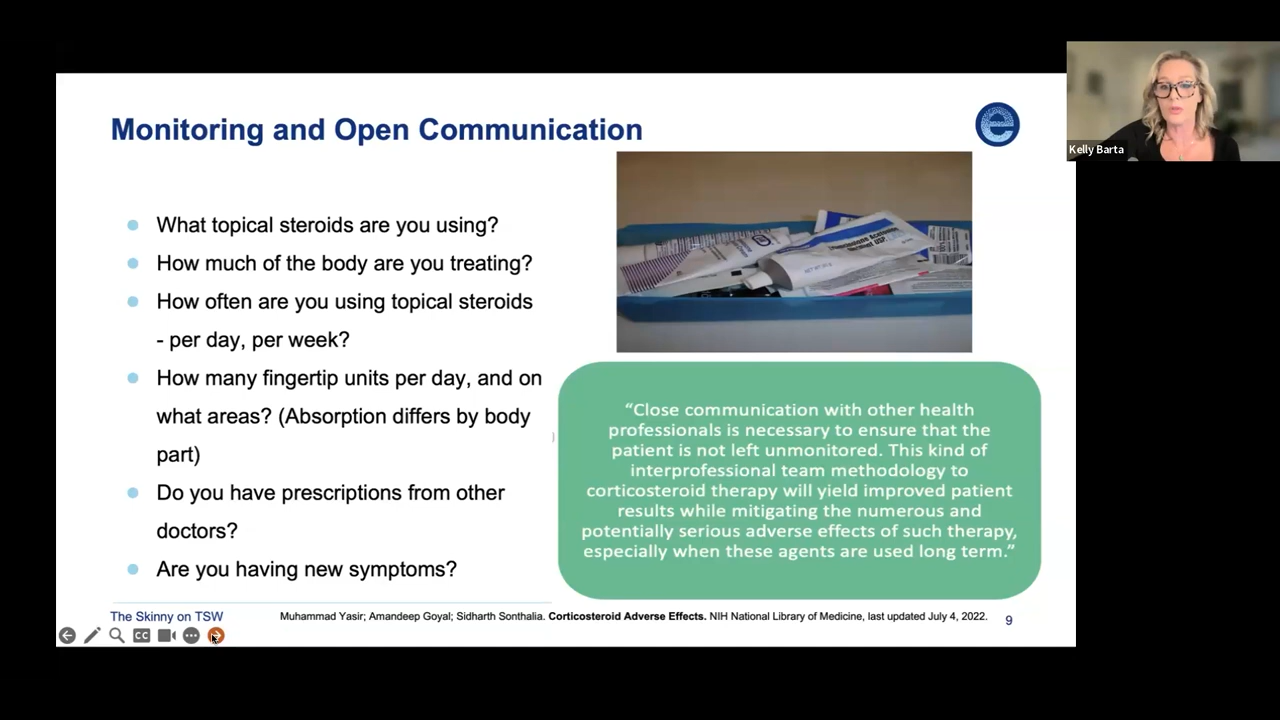 Monitoring and Open Communication
What topical steroids are you using?
How much of the body are you treating?
How often are you using topical steroids
- per day, per week?
How many fingertip units per day, and on
what areas? (Absorption differs by body
part)
Do you have prescriptions from other
doctors?
Are you having new symptoms?
“Close communication with other health
professionals is necessary to ensure that the
patient is not left unmonitored. This kind of
interprofessional team methodology to
corticosteroid therapy will yield improved patient
results while mitigating the numerous and
potentially serious adverse effects of such therapy,
especially when these agents are used long term.”
The Skinny on TSW
Muhammad Yasir; Amandeep Goyal; Sidharth Sonthalia. Corticosteroid Adverse Effects. NIH National Library of Medicine, last updated July 4, 2022.
9
CC
e
Kelly Barta